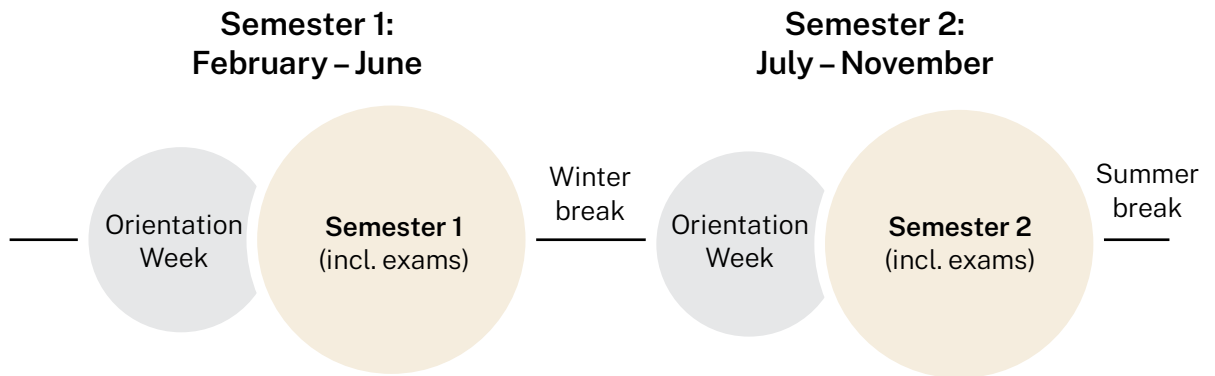 Semester 1:
February – June
Semester 2:
July – November
Orientation
Week
Semester 1
(incl. exams)
Winter
break
Orientation
Week
Semester 2
(incl. exams)
Summer
break